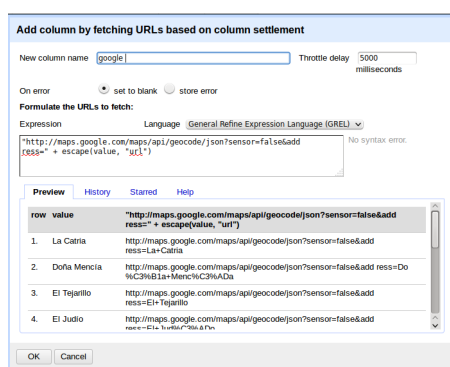 Add column by fetching URLs based on column settlement
New column name google Throttle delay 5000
milliseconds
On error set to blank store error
Formulate the URLs to fetch:
Expression Language General Refine Expression Language (GREL)
"http://maps.google.com/maps/api/geocode/json?sensor=false&add
ress=" + escape(value, "url")
No syntax error.
Preview History Starred Help
row value "http://maps.google.com/maps/api/geocode/json?sensor=false&add
ress=" + escape(value, "url")
1. La Catria http://maps.google.com/maps/api/geocode/json?sensor=false&add
ress=La+Catria
2. Doña Mencía http://maps.google.com/maps/api/geocode/json?sensor=false&add ress=Do
%C3%B1a+Menc%C3%ADa
3. El Tejarillo http://maps.google.com/maps/api/geocode/json?sensor=false&add
ress=El+Tejarillo
4. El Judío http://maps.google.com/maps/api/geocode/json?sensor=false&add
ress=El+Jud%C3%ADo
OK Cancel